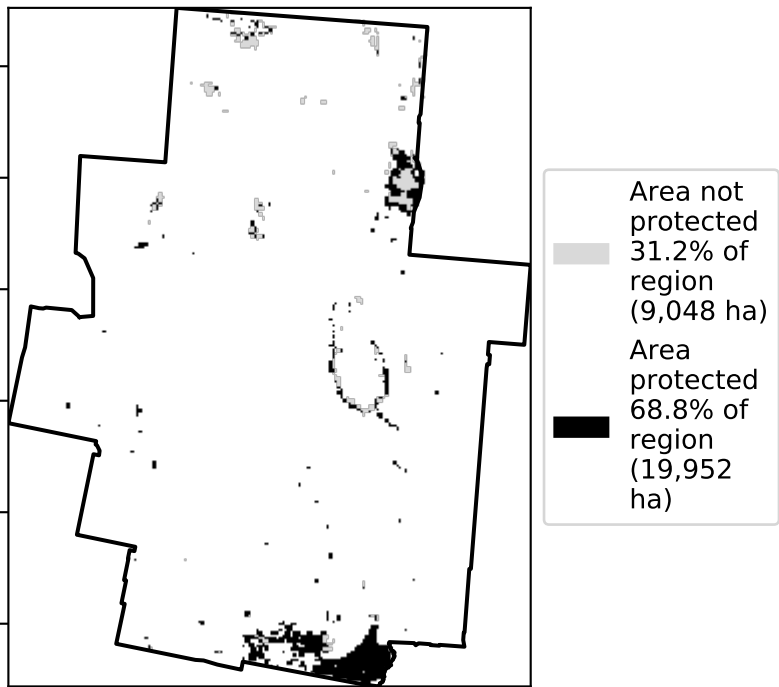 Area not
protected
31.2% of
region
(9,048 ha)
Area
protected
68.8% of
region
(19,952
ha)